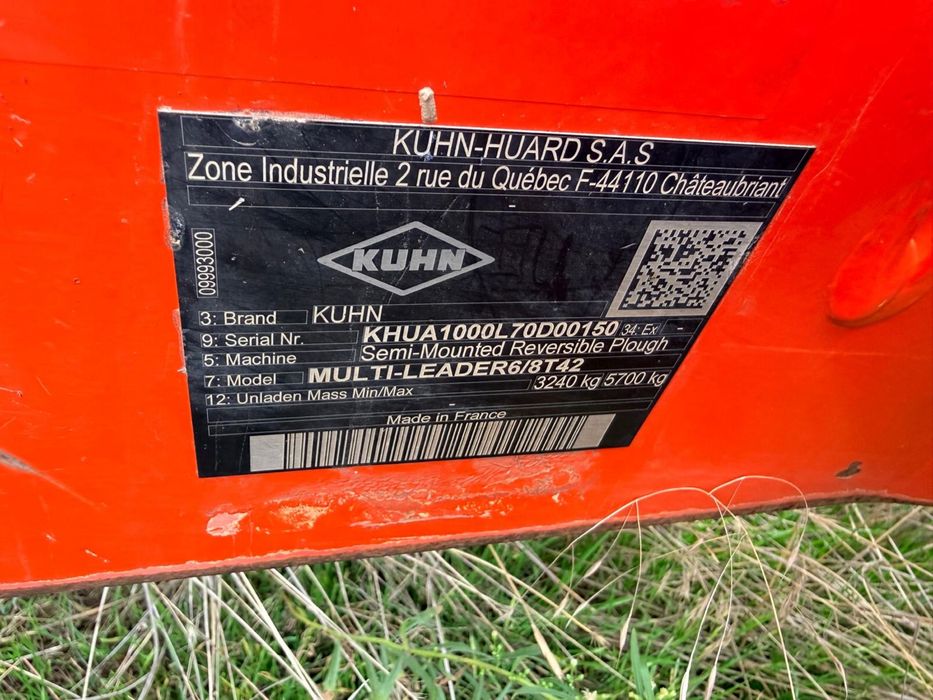 KUHN-HUARD S.A.S
Zone Industrielle 2 rue du Québec F-44110 Châteaubriant
-
09993000
KUHN
3: Brand KUHN
9: Serial Nr. KHUA1000L70D00150 34: Ex -
5: Machine Semi-Mounted Reversible Plough
7: Model MULTI-LEADER6/8T42
12: Unladen Mass Min/Max 3240 kg 5700 kg
Made in France